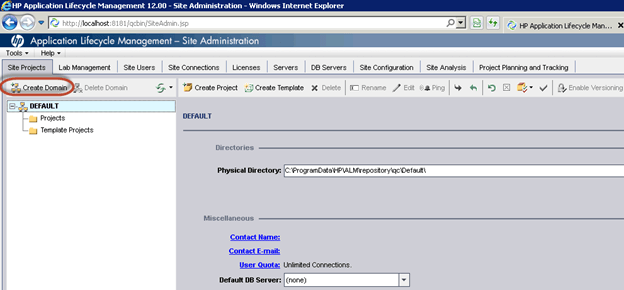 HP Application Lifecycle Management 12.00 - Site Administration - Windows Internet Explorer
http://localhost:8181/qcbin/SiteAdmin.jsp
HP Application Lifecycle Man...
Application Lifecycle Management – Site Administration
Tools Help
Site Projects Lab Management Site Users Site Connections Licenses Servers DB Servers Site Configuration Site Analysis Project Planning and Tracking
Create Domain Delete Domain Create Project Create Template Delete Rename Edit Ping Enable Versioning
DEFAULT
Projects
Template Projects
DEFAULT
Directories
Physical Directory: C:\ProgramData\HP\ALM\repository\qc\Default\
Miscellaneous
Contact Name:
Contact E-mail:
User Quota: Unlimited Connections.
Default DB Server: (none)